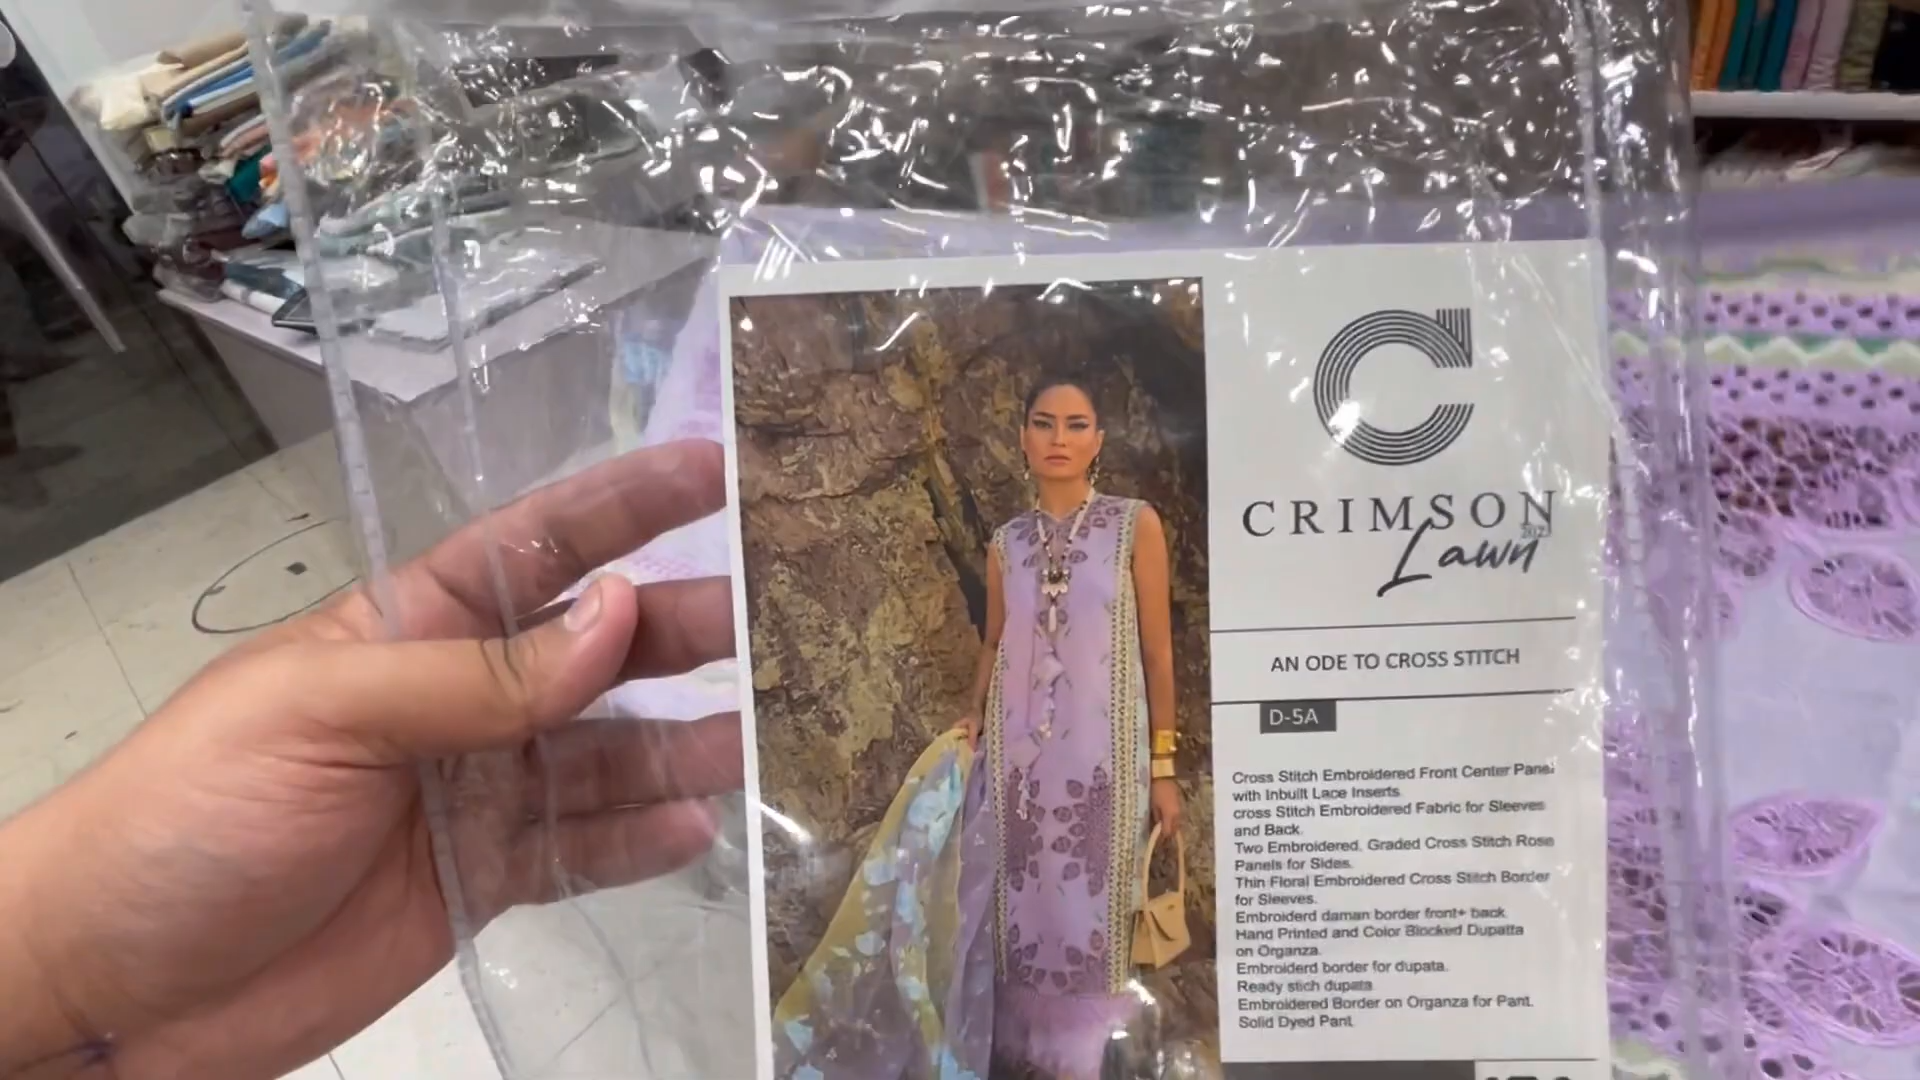 C
CRIMSON
2023
Lawn
AN ODE TO CROSS STITCH
D-5A
Cross Stitch Embroidered Front Center Panel
with Inbuilt Lace Inserts.
cross Stitch Embroidered Fabric for Sleeves
and Back.
Two Embroidered, Graded Cross Stitch Rose
Panels for Sides.
Thin Floral Embroidered Cross Stitch Border
for Sleeves.
Embroiderd daman border front+ back.
Hand Printed and Color Blocked Dupatta
on Organza.
Embroiderd border for dupata.
Ready stich dupata
Embroidered Border on Organza for Pant.
Solid Dyed Pant